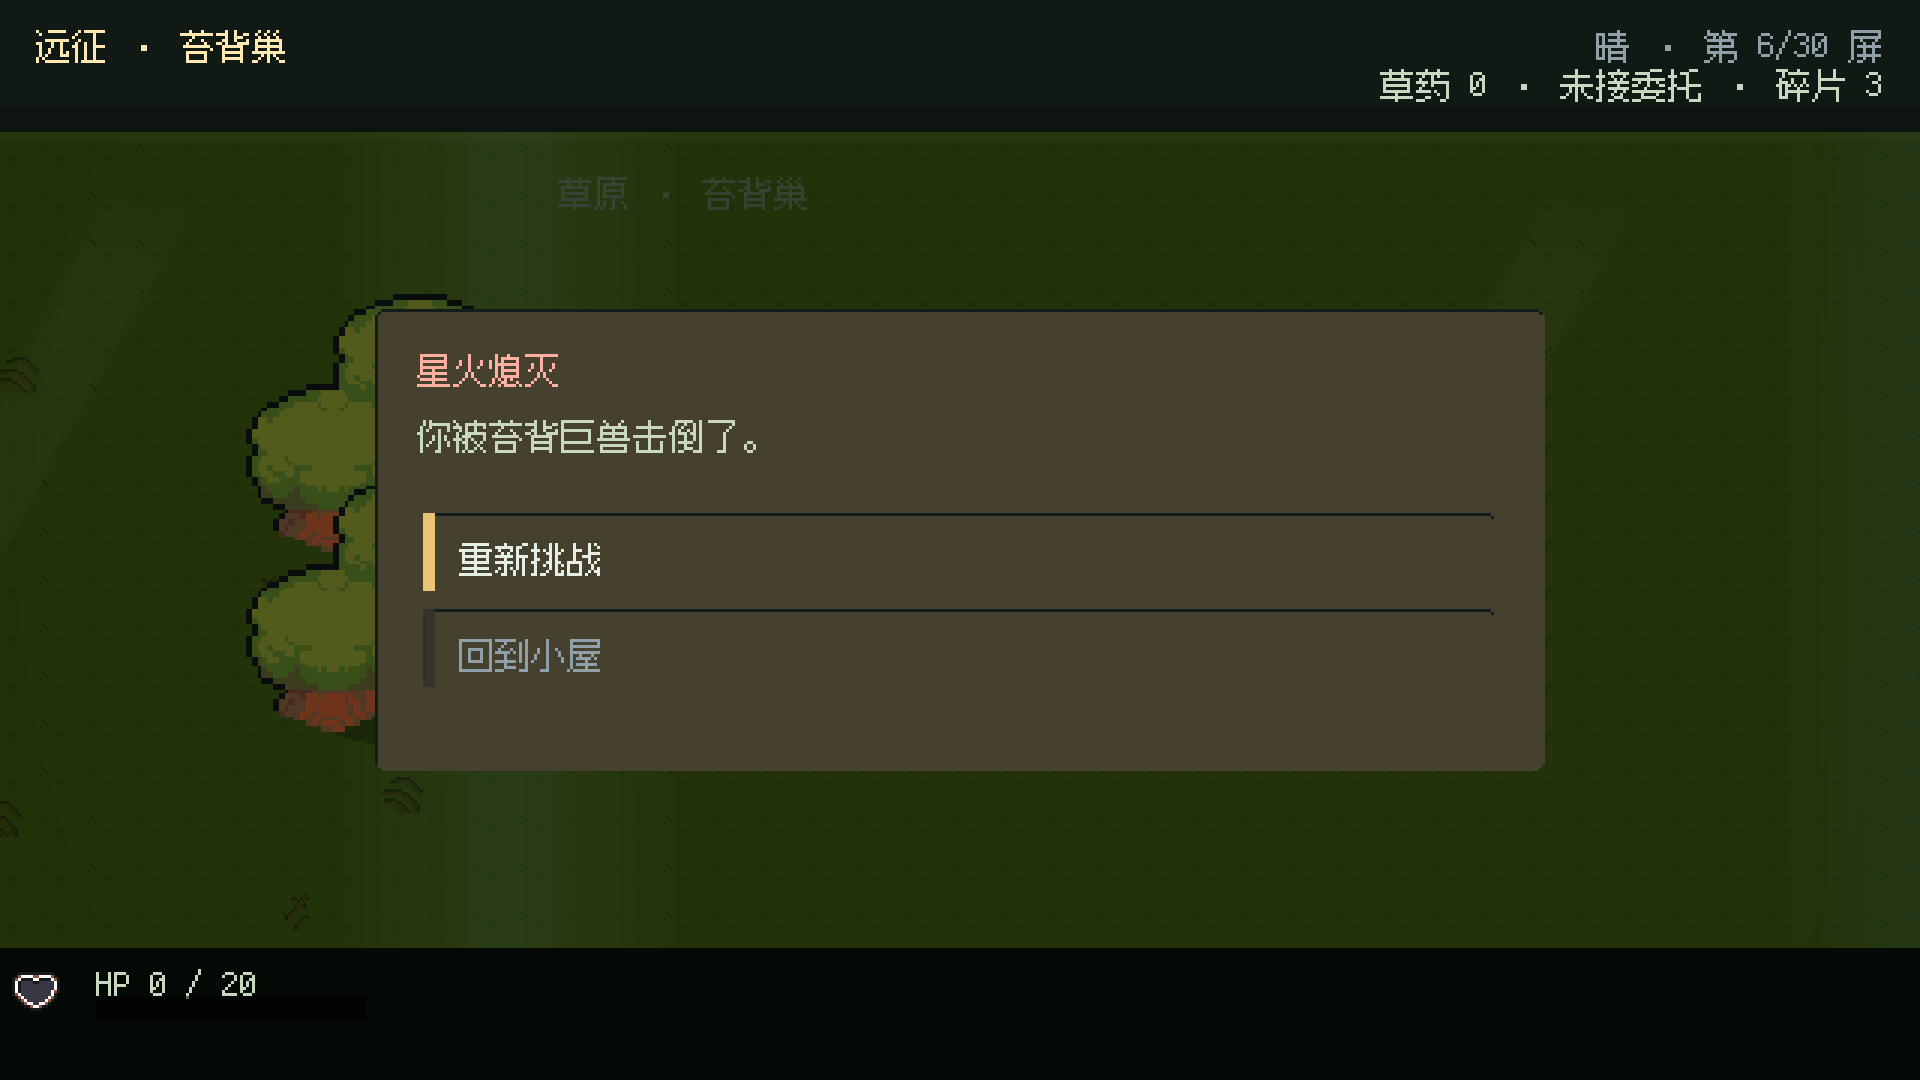 远征 · 苔背巢
晴 · 第 6/30 屏
草药 0 · 未接委托 · 碎片 3
草原 · 苔背巢
星火熄灭
你被苔背巨兽击倒了。
重新挑战
回到小屋
HP 0 / 20